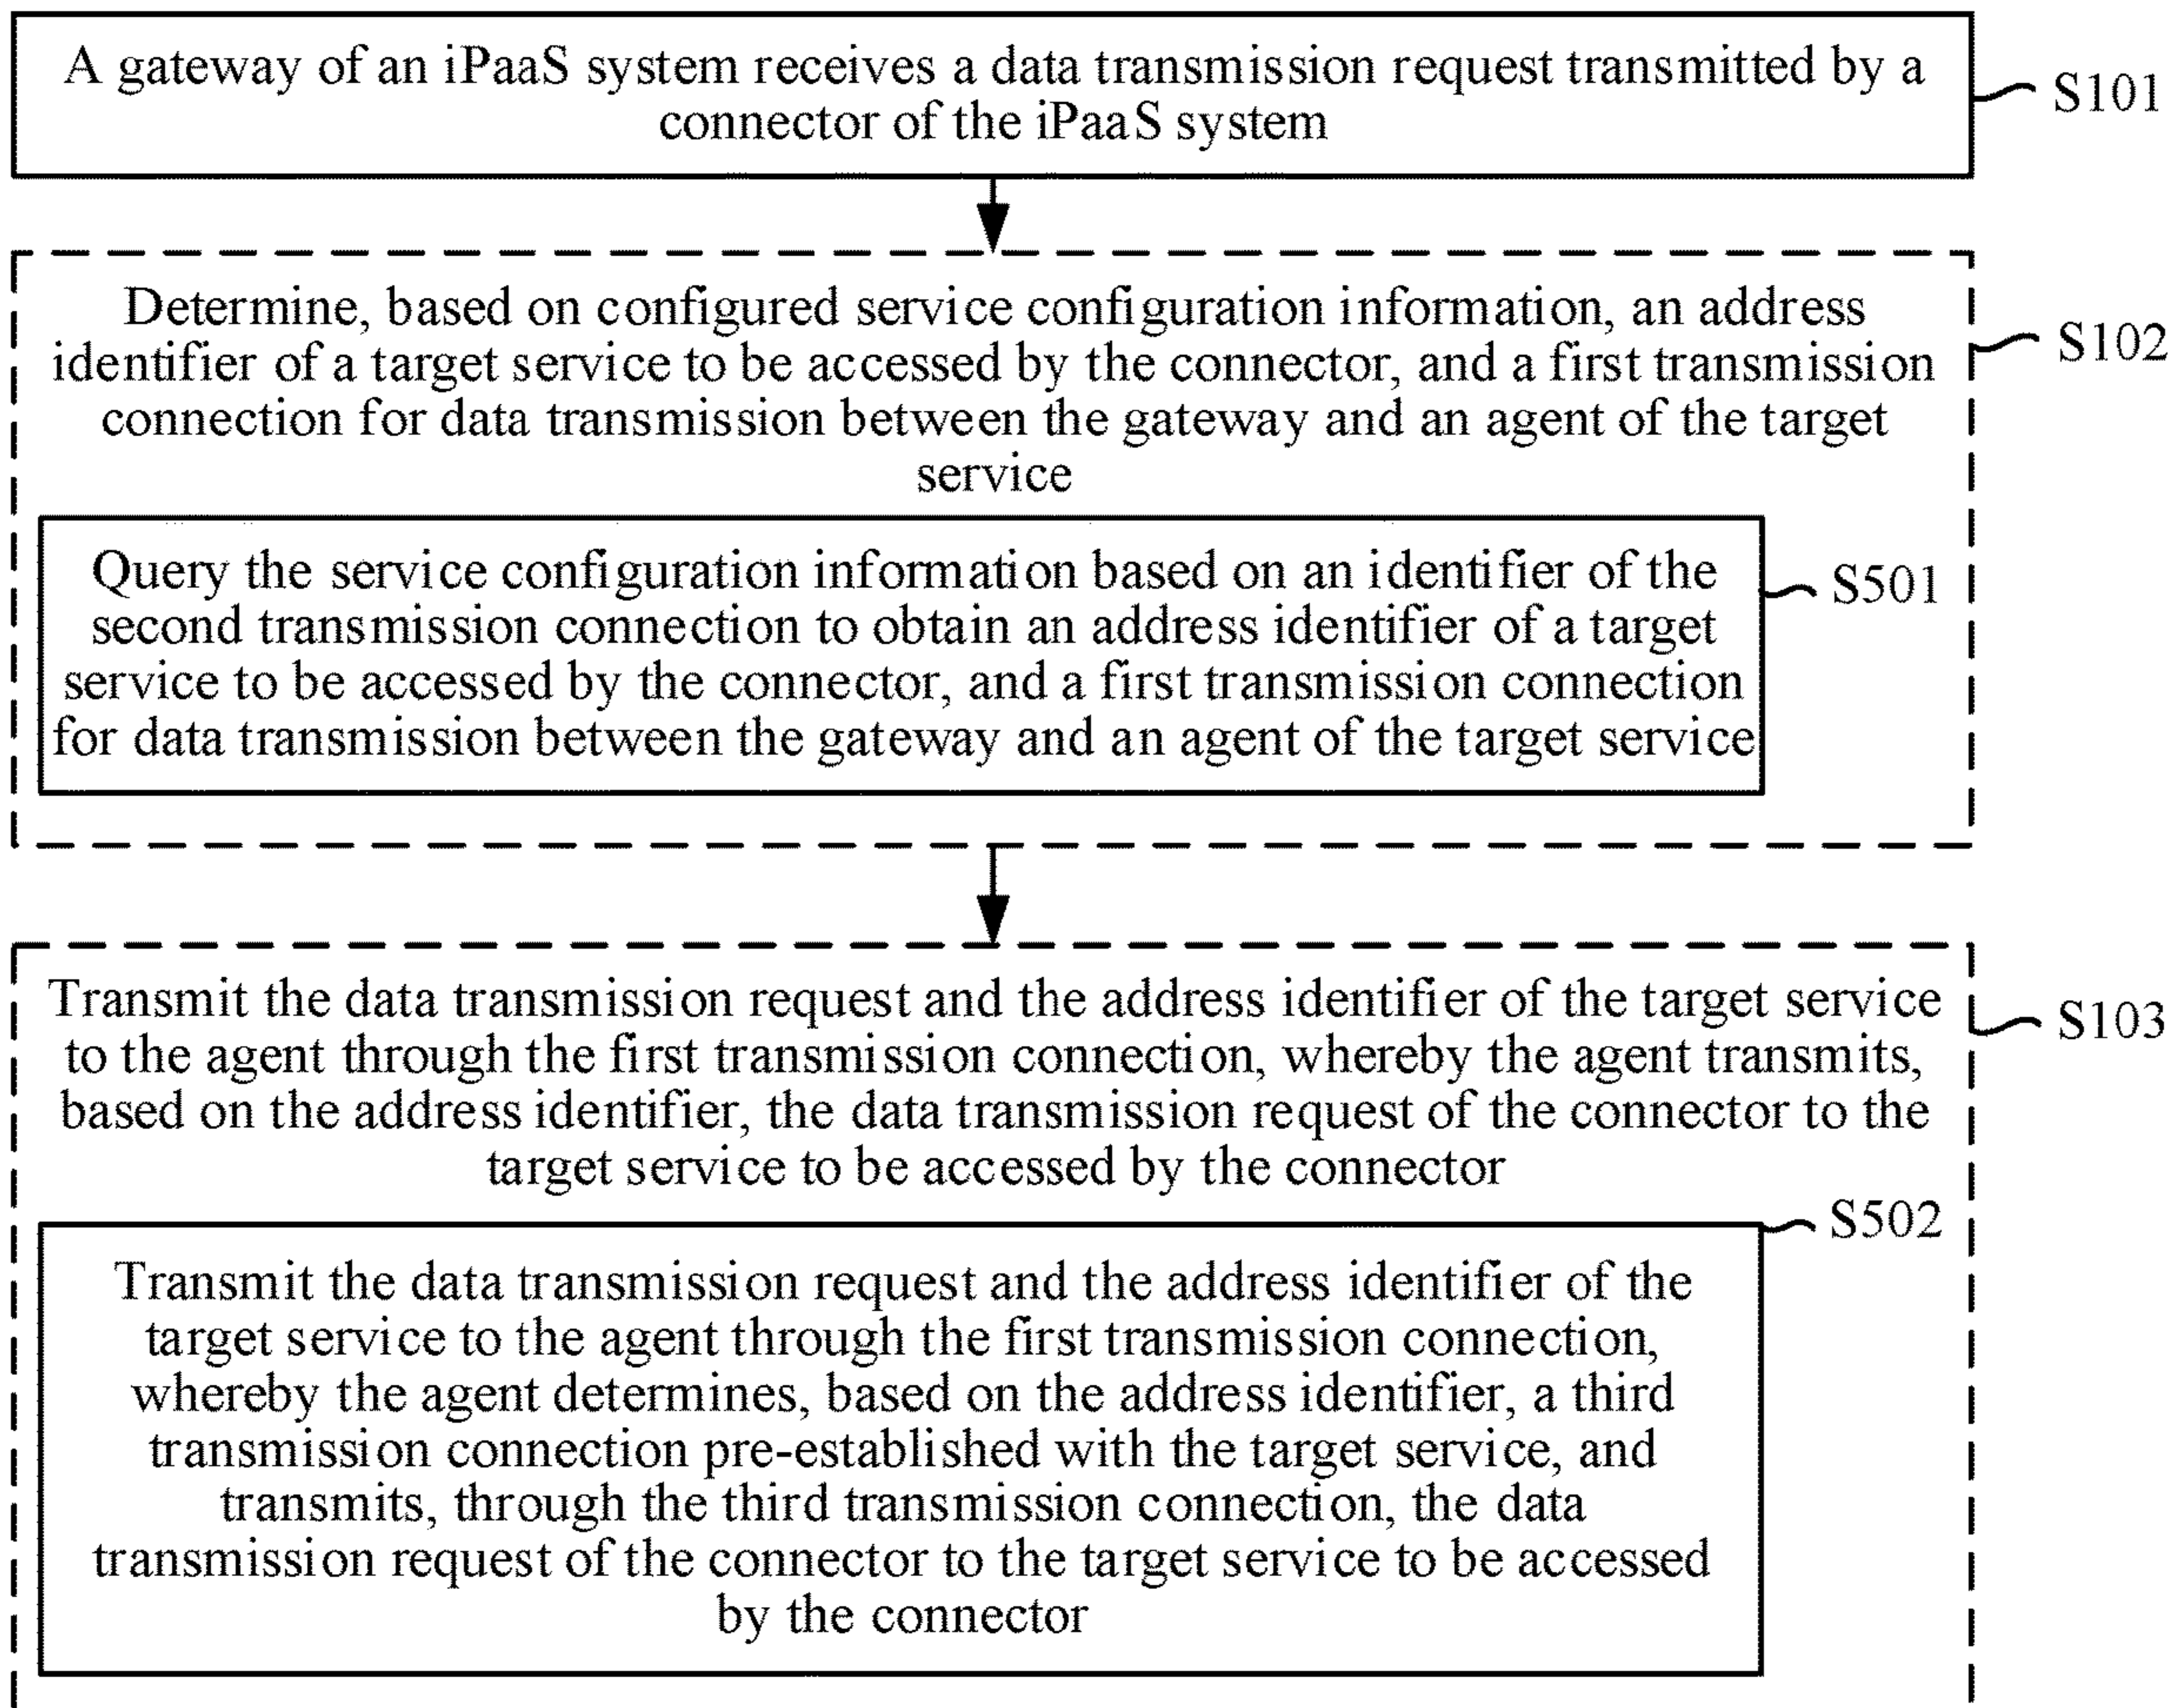 A gateway of an iPaaS system receives a data transmission request transmitted by a
connector of the iPaaS system
S101
Determine, based on configured service configuration information, an address
identifier of a target service to be accessed by the connector, and a first transmission
connection for data transmission between the gateway and an agent of the target
service
S102
Query the service configuration information based on an identifier of the
second transmission connection to obtain an address identifier of a target
service to be accessed by the connector, and a first transmission connection
for data transmission between the gateway and an agent of the target service
S501
Transmit the data transmission request and the address identifier of the target service
to the agent through the first transmission connection, whereby the agent transmits,
based on the address identifier, the data transmission request of the connector to the
target service to be accessed by the connector
S103
S502
Transmit the data transmission request and the address identifier of the
target service to the agent through the first transmission connection,
whereby the agent determines, based on the address identifier, a third
transmission connection pre-established with the target service, and
transmits, through the third transmission connection, the data
transmission request of the connector to the target service to be accessed
by the connector